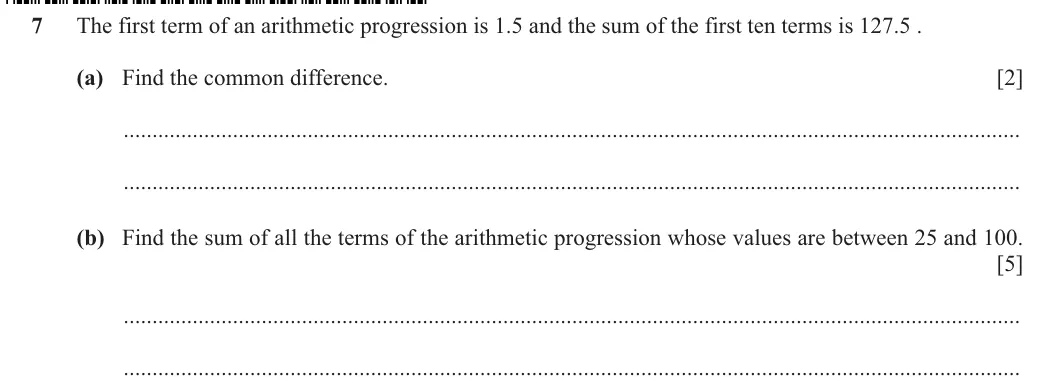 7 The first term of an arithmetic progression is 1.5 and the sum of the first ten terms is 127.5 .
(a) Find the common difference. [2]
................................................................................
................................................................................
(b) Find the sum of all the terms of the arithmetic progression whose values are between 25 and 100.
[5]
................................................................................
................................................................................